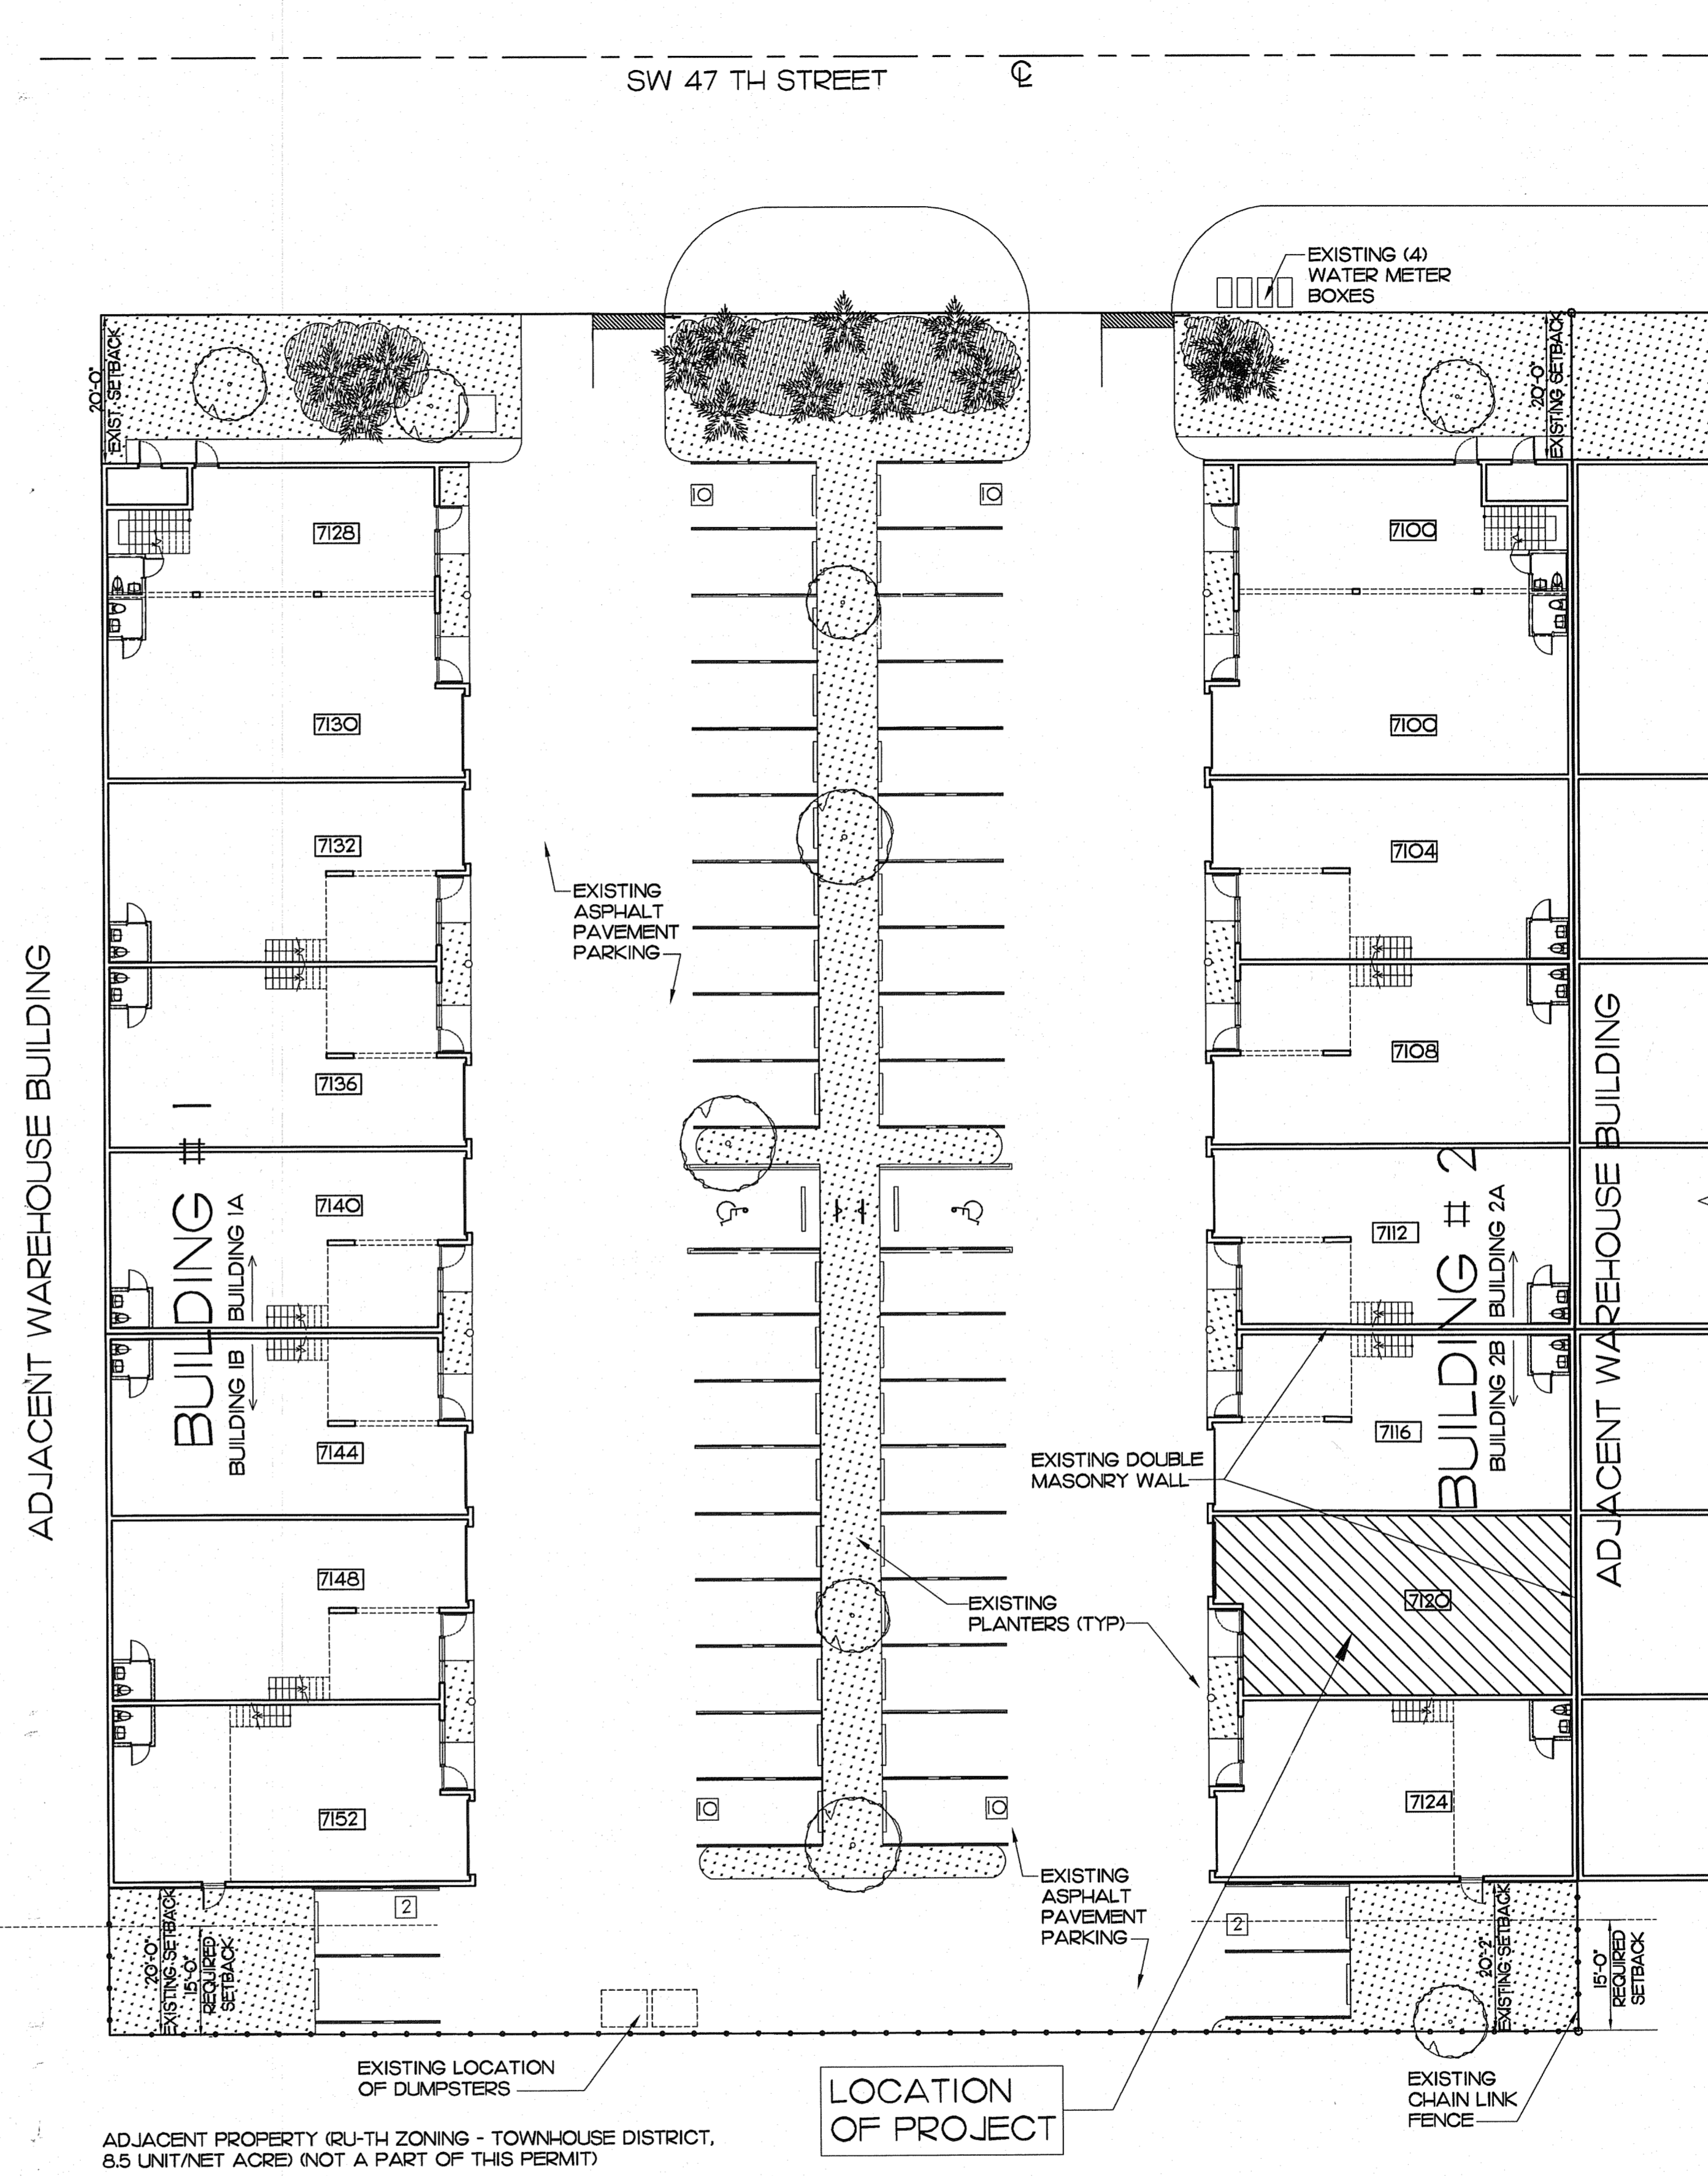 SW 47 TH STREET
CL
EXISTING (4)
WATER METER
BOXES
20'-0"
EXIST. SETBACK
20'-0"
EXISTING SETBACK
10
10
7128
7100
7130
7100
7132
7104
EXISTING
ASPHALT
PAVEMENT
PARKING
7136
7108
7140
7112
ADJACENT WAREHOUSE BUILDING
BUILDING # 1
BUILDING 1A
BUILDING 1B
BUILDING # 2
BUILDING 2A
BUILDING 2B
ADJACENT WAREHOUSE BUILDING
7144
7116
EXISTING DOUBLE
MASONRY WALL
7148
7120
EXISTING
PLANTERS (TYP)
7152
7124
10
10
EXISTING
ASPHALT
PAVEMENT
PARKING
2
2
20'-0"
EXISTING SETBACK
15'-0"
REQUIRED
SETBACK
20'-2"
EXISTING SETBACK
15'-0"
REQUIRED
SETBACK
EXISTING LOCATION
OF DUMPSTERS
LOCATION
OF PROJECT
EXISTING
CHAIN LINK
FENCE
ADJACENT PROPERTY (RU-TH ZONING - TOWNHOUSE DISTRICT,
8.5 UNIT/NET ACRE) (NOT A PART OF THIS PERMIT)